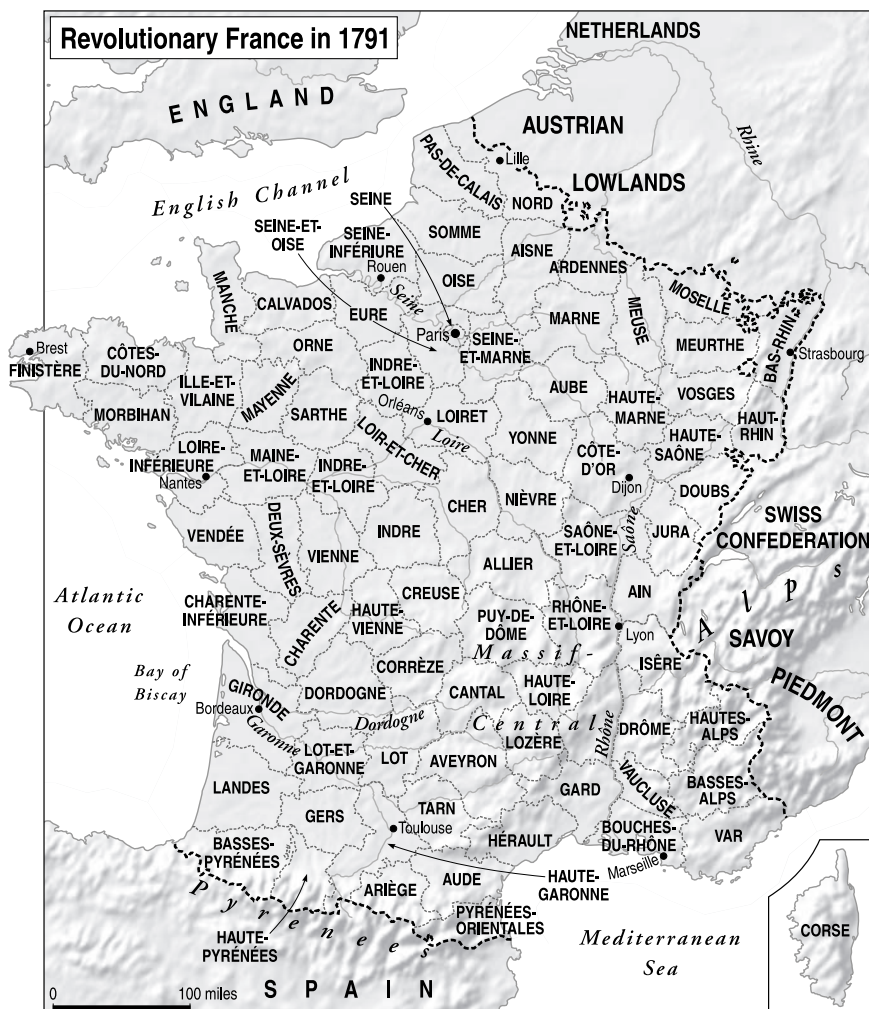 Revolutionary France in 1791
NETHERLANDS
ENGLAND
AUSTRIAN
LOWLANDS
Rhine
Lille
PAS-DE-CALAIS
NORD
English Channel
SEINE
SEINE-ET-
OISE
SEINE-
INFÉRIURE
Rouen
SOMME
AISNE
ARDENNES
OISE
Seine
MANCHE
CALVADOS
EURE
MOSELLE
MEUSE
MARNE
Paris
SEINE-
ET-MARNE
MEURTHE
BAS-RHIN
Strasbourg
Brest
FINISTÈRE
CÔTES-
DU-NORD
ORNE
INDRE-
ET-LOIRE
ILLE-ET-
VILAINE
MAYENNE
AUBE
HAUTE-
MARNE
VOSGES
MORBIHAN
SARTHE
Orléans
LOIRET
HAUT-
RHIN
LOIR-ET-CHER
Loire
YONNE
CÔTE-
D'OR
HAUTE-
SAÔNE
LOIRE-
INFÉRIEURE
Nantes
MAINE-
ET-LOIRE
INDRE-
ET-LOIRE
Dijon
DOUBS
CHER
NIÈVRE
VENDÉE
DEUX-SÈVRES
VIENNE
INDRE
SAÔNE-
ET-LOIRE
Saône
JURA
SWISS
CONFEDERATION
ALLIER
Atlantic
Ocean
CHARENTE-
INFÉRIEURE
CHARENTE
HAUTE-
VIENNE
CREUSE
PUY-DE-
DÔME
RHÔNE-
ET-LOIRE
AIN
Alps
Lyon
SAVOY
Massif-
Central
ISÊRE
Bay of
Biscay
CORRÈZE
PIEDMONT
GIRONDE
Bordeaux
DORDOGNE
CANTAL
HAUTE-
LOIRE
Garonne
Dordogne
LOZÈRE
Rhône
DRÔME
HAUTES-
ALPS
LOT-ET-
GARONNE
LOT
AVEYRON
LANDES
GARD
VAUCLUSE
BASSES-
ALPS
GERS
TARN
Toulouse
BASSES-
PYRÉNÉES
HÉRAULT
BOUCHES-
DU-RHÔNE
Marseille
VAR
HAUTE-
GARONNE
ARIÈGE
AUDE
Pyrenees
HAUTE-
PYRÉNÉES
PYRÉNÉES-
ORIENTALES
Mediterranean
Sea
CORSE
SPAIN
0 100 miles